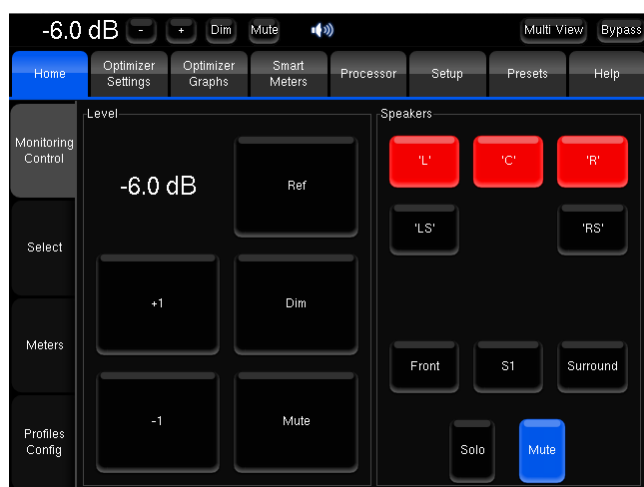 -6.0 dB - + Dim Mute Multi View Bypass
Home Optimizer Settings Optimizer Graphs Smart Meters Processor Setup Presets Help
Monitoring
Control
Select
Meters
Profiles
Config
Level
-6.0 dB Ref
+1 Dim
-1 Mute
Speakers
'L' 'C' 'R'
'LS' 'RS'
Front S1 Surround
Solo Mute